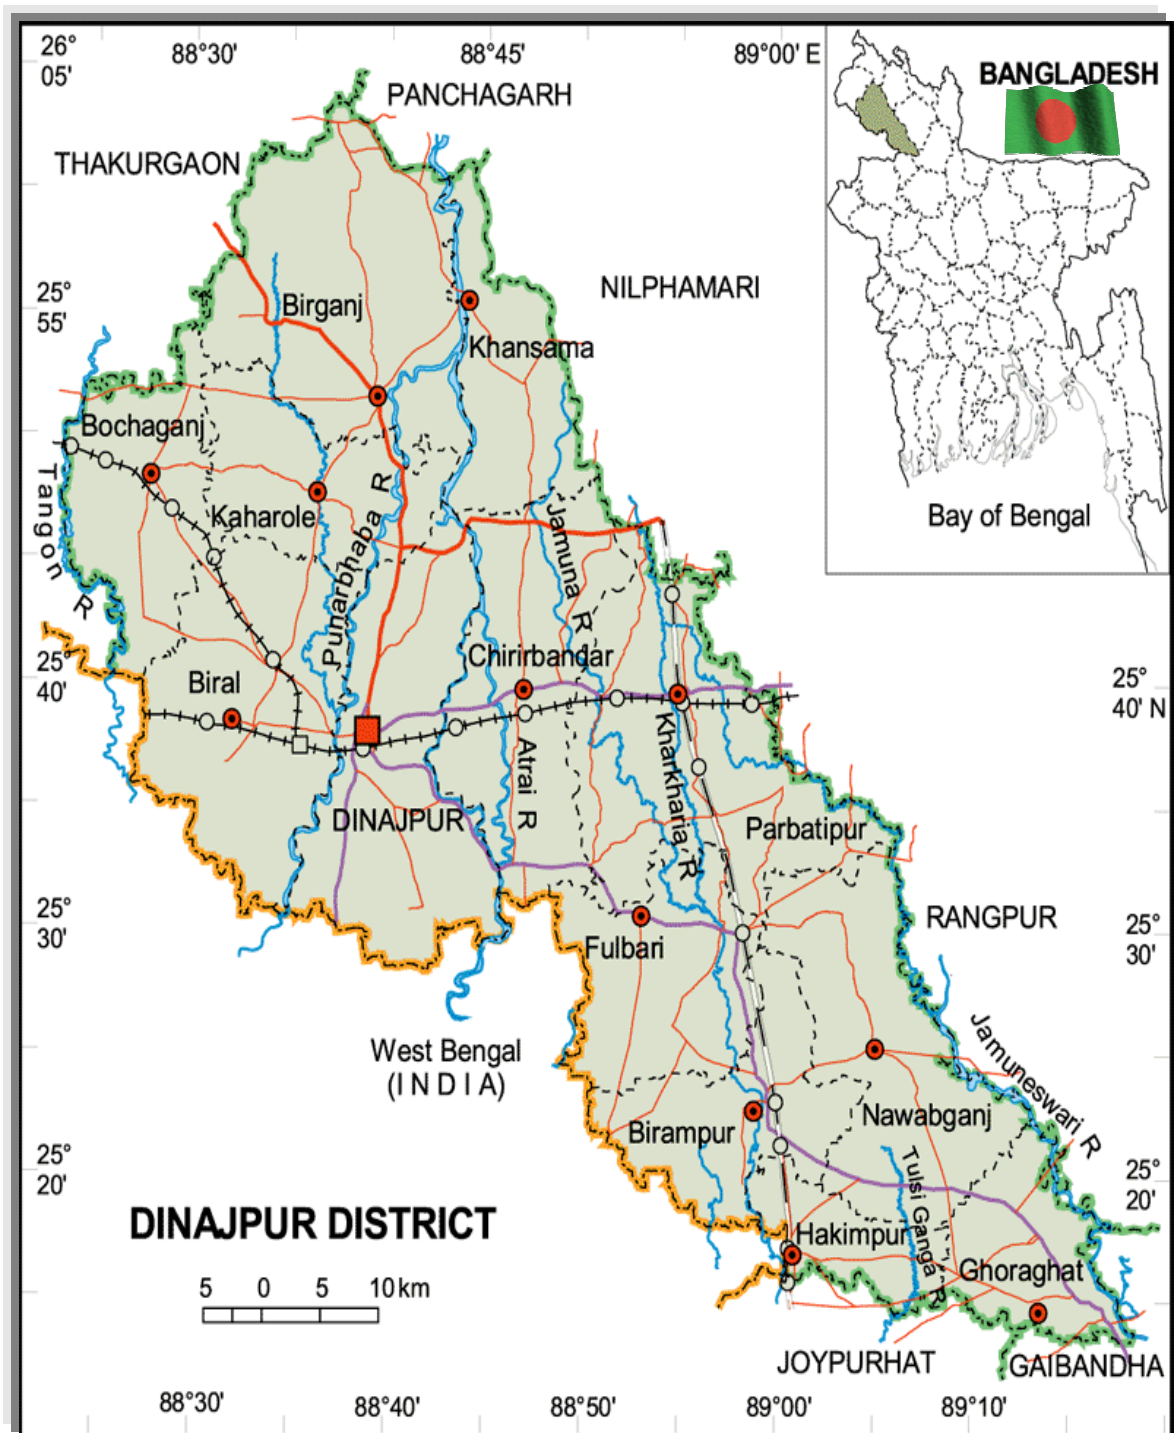 26°
05'
88°30'
88°45'
89°00' E
PANCHAGARH
BANGLADESH
THAKURGAON
25°
55'
Birganj
NILPHAMARI
Khansama
Bochaganj
Tangon R
Kaharole
Punarbhaba R
Jamuna R
Bay of Bengal
25°
40'
Biral
Chirirbandar
25°
40' N
Kharkharia R
Atrai R
DINAJPUR
Parbatipur
25°
30'
Fulbari
RANGPUR
25°
30'
West Bengal
(INDIA)
Jamuneswari R
Birampur
Nawabganj
25°
20'
Tulsi Ganga R
25°
20'
DINAJPUR DISTRICT
Hakimpur
Ghoraghat
5 0 5 10 km
JOYPURHAT
GAIBANDHA
88°30'
88°40'
88°50'
89°00'
89°10'